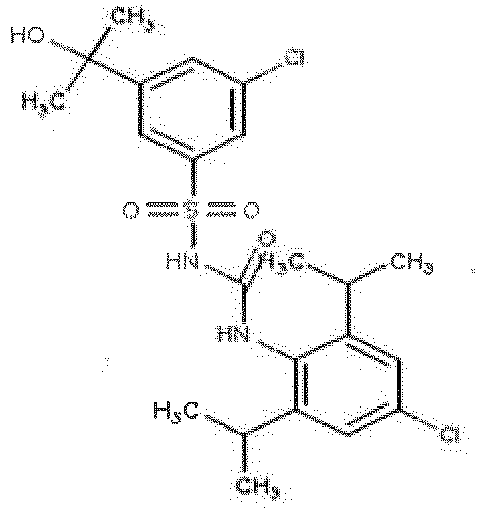 CH₃
HO
Cl
H₃C
O S O
HN O H₃C CH₃
HN
H₃C Cl
CH₃